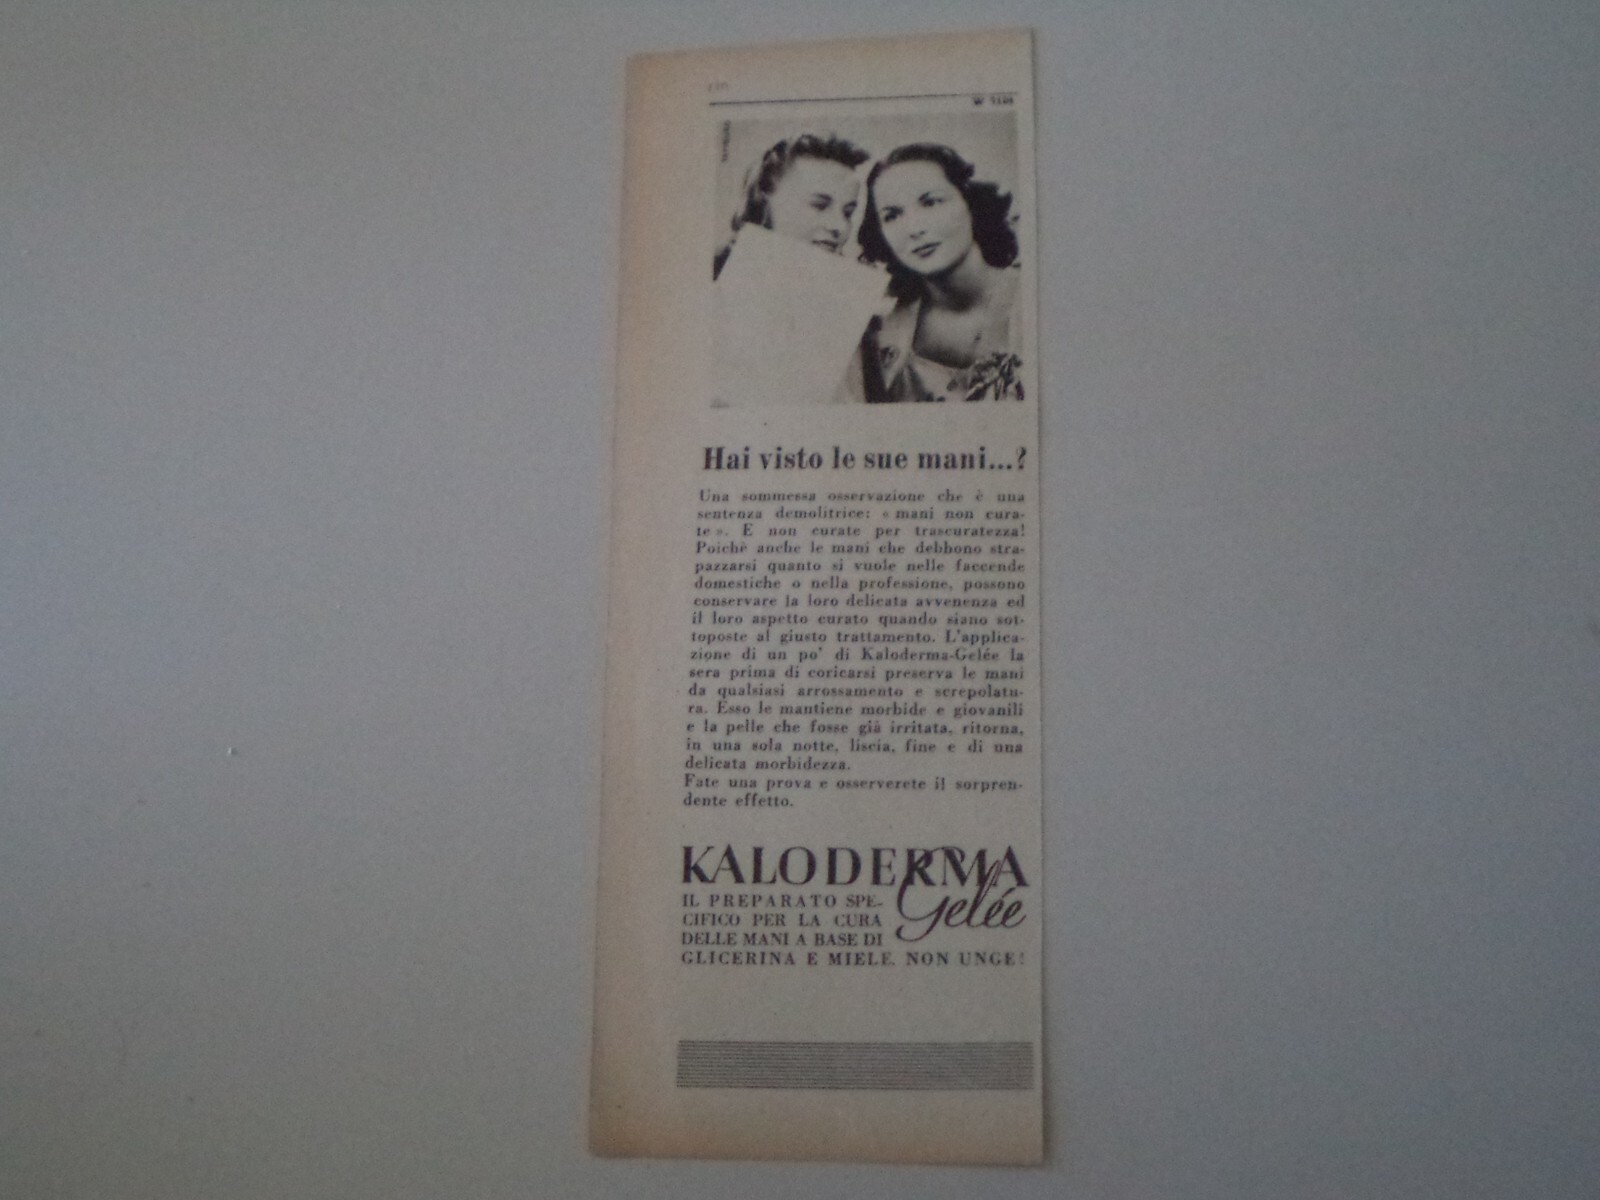 Hai visto le sue mani...?
Una sommessa osservazione che è una
sentenza demolitrice: « mani non cura-
te ». E non curate per trascuratezza!
Poichè anche le mani che debbono stra-
pazzarsi quanto si vuole nelle faccende
domestiche o nella professione, possono
conservare la loro delicata avvenenza ed
il loro aspetto curato quando siano sot-
toposte al giusto trattamento. L'applica-
zione di un po' di Kaloderma-Gelée la
sera prima di coricarsi preserva le mani
da qualsiasi arrossamento e screpolatu-
ra. Esso le mantiene morbide e giovanili
e la pelle che fosse già irritata, ritorna,
in una sola notte, liscia, fine e di una
delicata morbidezza.
Fate una prova e osserverete il sorpren-
dente effetto.
KALODERMA
Gelée
IL PREPARATO SPE-
CIFICO PER LA CURA
DELLE MANI A BASE DI
GLICERINA E MIELE. NON UNGE!